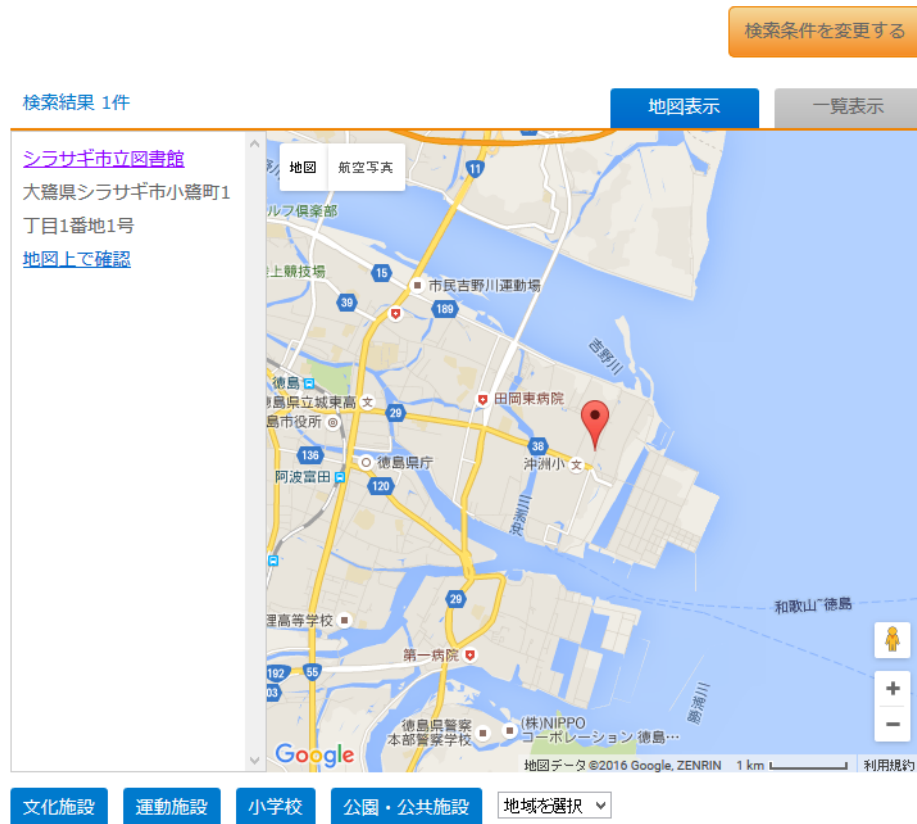 検索条件を変更する
検索結果 1件
地図表示
一覧表示
シラサギ市立図書館
大鷺県シラサギ市小鷺町1
丁目1番地1号
地図上で確認
地図
航空写真
11
ルフ倶楽部
上競技場
15
市民吉野川運動場
39
189
吉野川
徳島
島県立城東高
田岡東病院
29
島市役所
38
136
徳島県庁
沖洲小
阿波富田
120
沖洲川
29
和歌山~徳島
理高等学校
第一病院
192
55
03
勝浦川
徳島県警察
本部警察学校
(株)NIPPO
コーポレーション 徳島…
Google
地図データ ©2016 Google, ZENRIN
1 km
利用規約
文化施設
運動施設
小学校
公園・公共施設
地域を選択